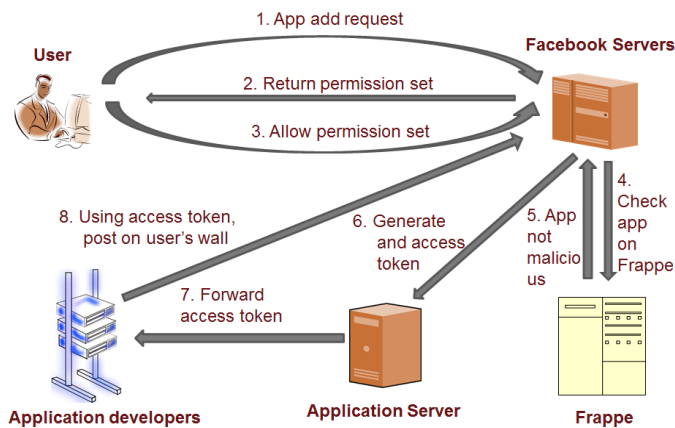 1. App add request
User
Facebook Servers
2. Return permission set
3. Allow permission set
8. Using access token,
post on user's wall
6. Generate
and access
token
5. App
not
malicio
us
4.
Check
app
on
Frappe
7. Forward
access token
Application developers
Application Server
Frappe